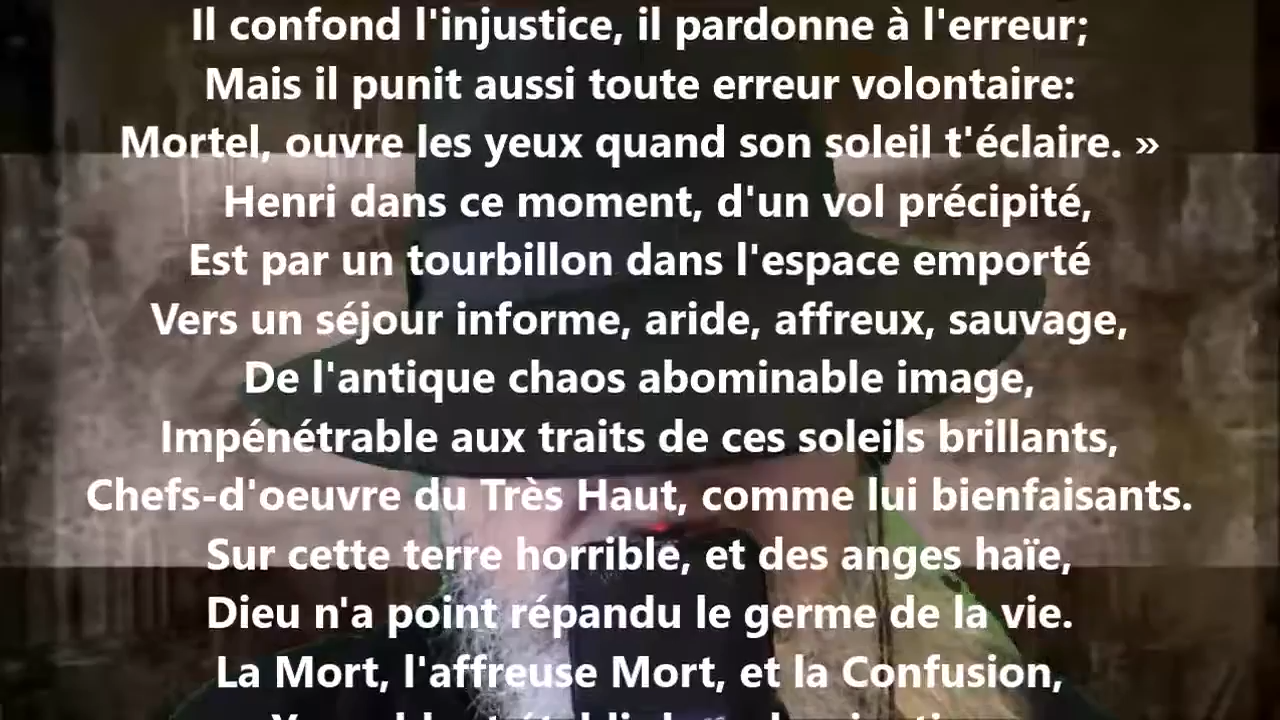 Il confond l'injustice, il pardonne à l'erreur;
Mais il punit aussi toute erreur volontaire:
Mortel, ouvre les yeux quand son soleil t'éclaire. »
Henri dans ce moment, d'un vol précipité,
Est par un tourbillon dans l'espace emporté
Vers un séjour informe, aride, affreux, sauvage,
De l'antique chaos abominable image,
Impénétrable aux traits de ces soleils brillants,
Chefs-d'oeuvre du Très Haut, comme lui bienfaisants.
Sur cette terre horrible, et des anges haïe,
Dieu n'a point répandu le germe de la vie.
La Mort, l'affreuse Mort, et la Confusion,